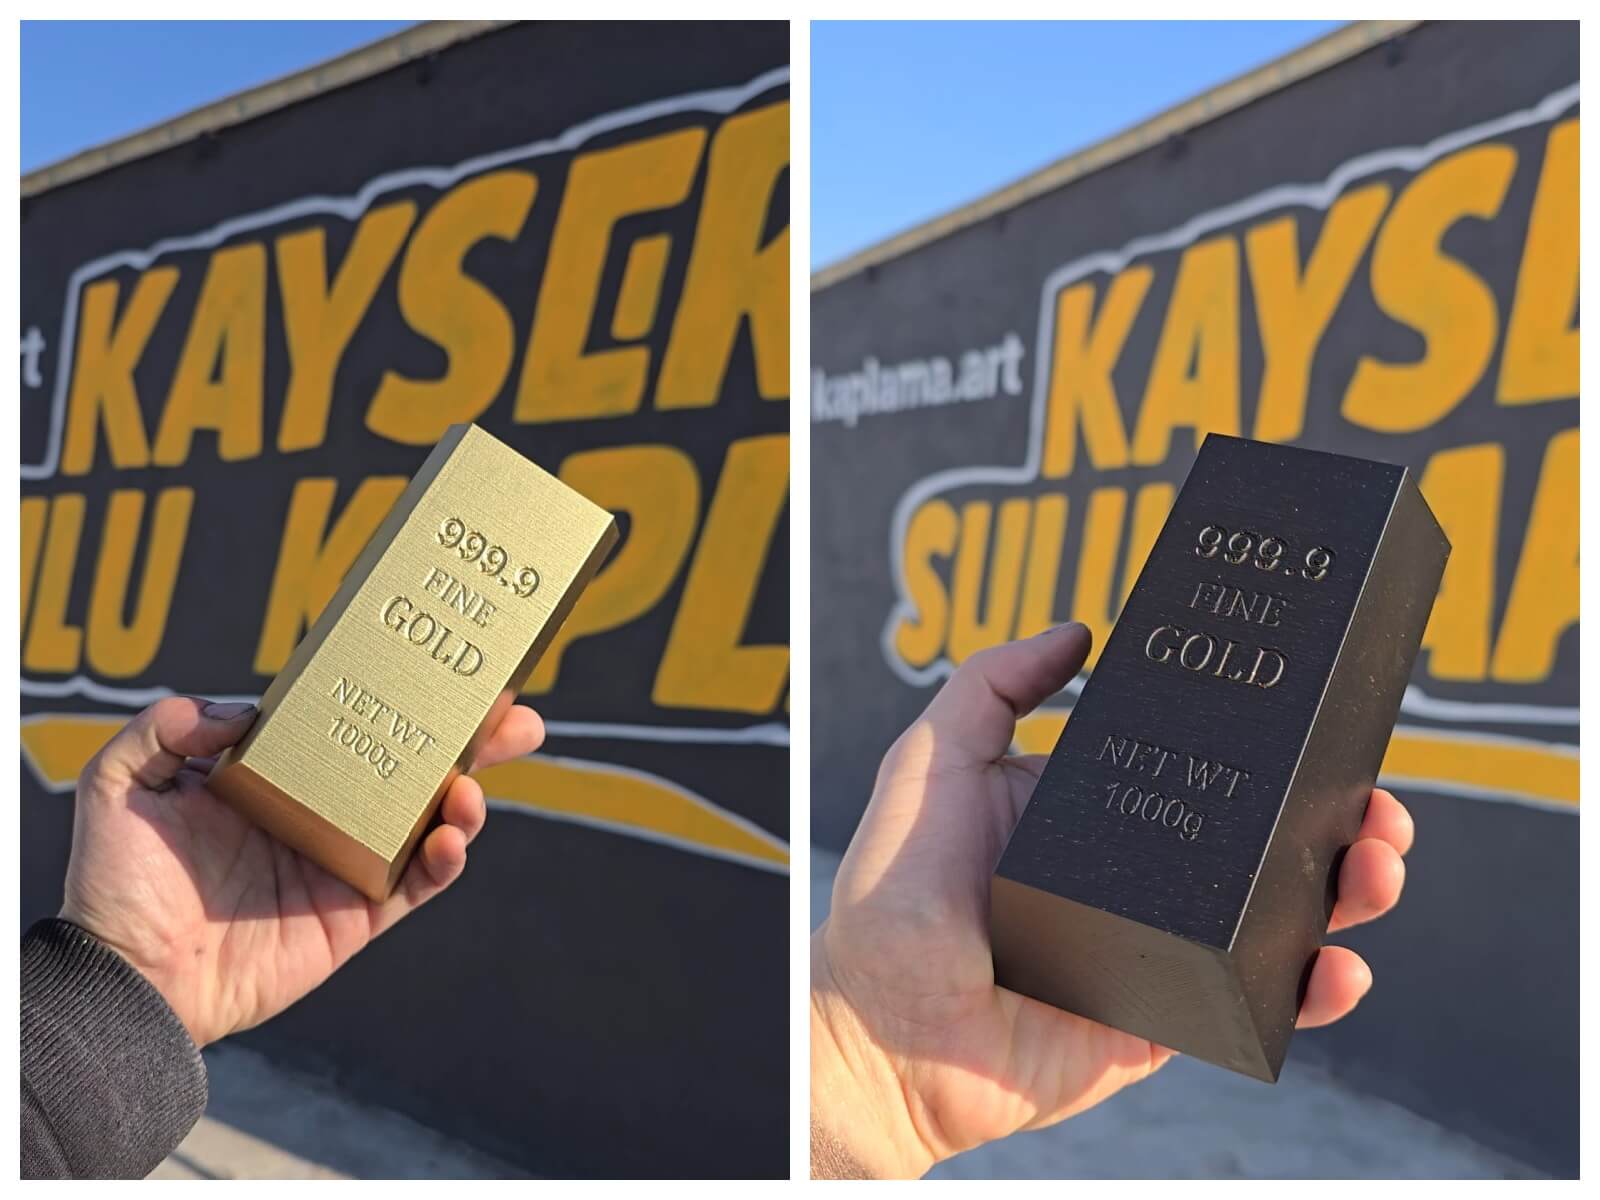 KAYSER
ULU KAPL
999.9
FINE
GOLD
NET WT
1000g
kaplama.art
KAYSE
SULU
999.9
FINE
GOLD
NET WT
1000g